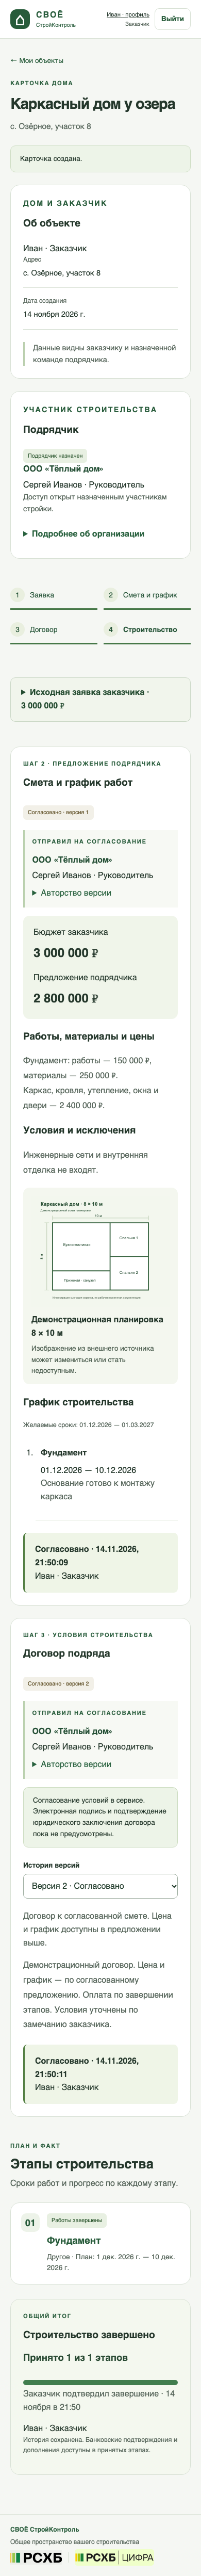 СВОЁ
СтройКонтроль
Иван · профиль
Заказчик
Выйти
← Мои объекты
КАРТОЧКА ДОМА
Каркасный дом у озера
с. Озёрное, участок 8
Карточка создана.
ДОМ И ЗАКАЗЧИК
Об объекте
Иван · Заказчик
Адрес
с. Озёрное, участок 8
Дата создания
14 ноября 2026 г.
Данные видны заказчику и назначенной
команде подрядчика.
УЧАСТНИК СТРОИТЕЛЬСТВА
Подрядчик
Подрядчик назначен
ООО «Тёплый дом»
Сергей Иванов · Руководитель
Доступ открыт назначенным участникам
стройки.
▶ Подробнее об организации
1 Заявка
2 Смета и график
3 Договор
4 Строительство
▶ Исходная заявка заказчика ·
3 000 000 ₽
ШАГ 2 · ПРЕДЛОЖЕНИЕ ПОДРЯДЧИКА
Смета и график работ
Согласовано · версия 1
ОТПРАВИЛ НА СОГЛАСОВАНИЕ
ООО «Тёплый дом»
Сергей Иванов · Руководитель
▶ Авторство версии
Бюджет заказчика
3 000 000 ₽
Предложение подрядчика
2 800 000 ₽
Работы, материалы и цены
Фундамент: работы — 150 000 ₽,
материалы — 250 000 ₽.
Каркас, кровля, утепление, окна и
двери — 2 400 000 ₽.
Условия и исключения
Инженерные сети и внутренняя
отделка не входят.
Каркасный дом · 8 × 10 м
10 м
Кухня-гостиная
Спальня 1
Спальня 2
Прихожая · санузел
Демонстрационная планировка
8 × 10 м
Изображение из внешнего источника
может измениться или стать
недоступным.
График строительства
Желаемые сроки: 01.12.2026 — 01.03.2027
1. Фундамент
01.12.2026 — 10.12.2026
Основание готово к монтажу
каркаса
Согласовано · 14.11.2026,
21:50:09
Иван · Заказчик
ШАГ 3 · УСЛОВИЯ СТРОИТЕЛЬСТВА
Договор подряда
Согласовано · версия 2
ОТПРАВИЛ НА СОГЛАСОВАНИЕ
ООО «Тёплый дом»
Сергей Иванов · Руководитель
▶ Авторство версии
Согласование условий в сервисе.
Электронная подпись и подтверждение
юридического заключения договора
пока не предусмотрены.
История версий
Версия 2 · Согласовано
Договор к согласованной смете. Цена
и график доступны в предложении
выше.
Демонстрационный договор. Цена и
график — по согласованному
предложению. Оплата по завершении
этапов. Условия уточнены по
замечанию заказчика.
Согласовано · 14.11.2026,
21:50:11
Иван · Заказчик
ПЛАН И ФАКТ
Этапы строительства
Сроки работ и прогресс по каждому этапу.
01
Работы завершены
Фундамент
Другое · План: 1 дек. 2026 г. — 10 дек.
2026 г.
ОБЩИЙ ИТОГ
Строительство завершено
Принято 1 из 1 этапов
Заказчик подтвердил завершение · 14
ноября в 21:50
Иван · Заказчик
История сохранена. Банковские подтверждения и
дополнения доступны в принятых этапах.
СВОЁ СтройКонтроль
Общее пространство вашего строительства
РСХБ
РСХБ ЦИФРА